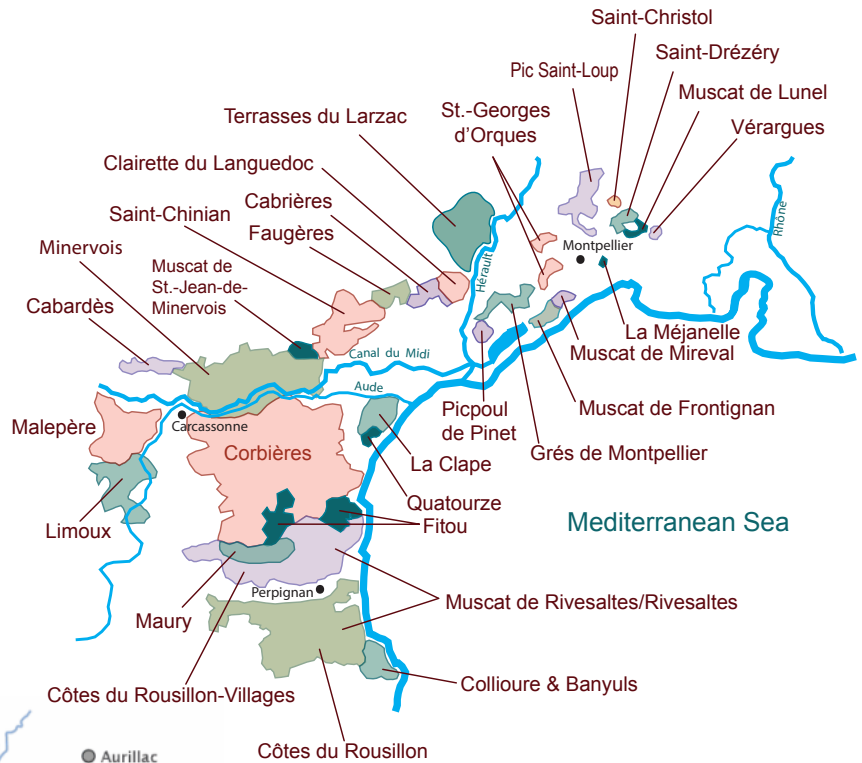 Saint-Christol
Saint-Drézéry
Pic Saint-Loup
Muscat de Lunel
Terrasses du Larzac
St.-Georges
d'Orques
Vérargues
Clairette du Languedoc
Cabrières
Saint-Chinian
Faugères
Minervois
Muscat de
St.-Jean-de-
Minervois
Cabardès
Hérault
Montpellier
Rhône
La Méjanelle
Muscat de Mireval
Canal du Midi
Aude
Picpoul
de Pinet
Muscat de Frontignan
Malepère
Carcassonne
Corbières
La Clape
Grés de Montpellier
Quatourze
Fitou
Limoux
Mediterranean Sea
Maury
Perpignan
Muscat de Rivesaltes/Rivesaltes
Côtes du Rousillon-Villages
Collioure & Banyuls
Côtes du Rousillon
Aurillac